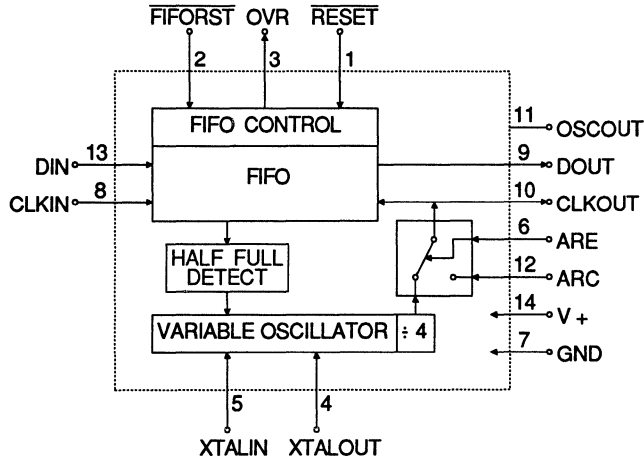 FIFORST OVR RESET
2 3 1
FIFO CONTROL
11 OSCOUT
DIN 13
FIFO
9 DOUT
CLKIN 8
10 CLKOUT
6 ARE
HALF FULL
DETECT
12 ARC
14 V +
VARIABLE OSCILLATOR ÷ 4
7 GND
5 4
XTALIN XTALOUT